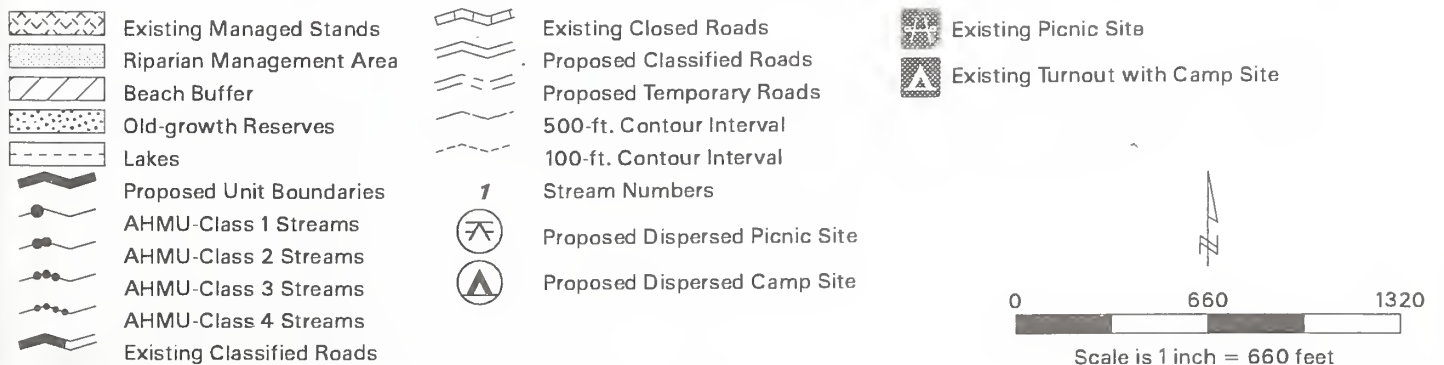 Existing Managed Stands
Riparian Management Area
Beach Buffer
Old-growth Reserves
Lakes
Proposed Unit Boundaries
AHMU-Class 1 Streams
AHMU-Class 2 Streams
AHMU-Class 3 Streams
AHMU-Class 4 Streams
Existing Classified Roads
Existing Closed Roads
Proposed Classified Roads
Proposed Temporary Roads
500-ft. Contour Interval
100-ft. Contour Interval
1 Stream Numbers
Proposed Dispersed Picnic Site
Proposed Dispersed Camp Site
Existing Picnic Site
Existing Turnout with Camp Site
N
0 660 1320
Scale is 1 inch = 660 feet